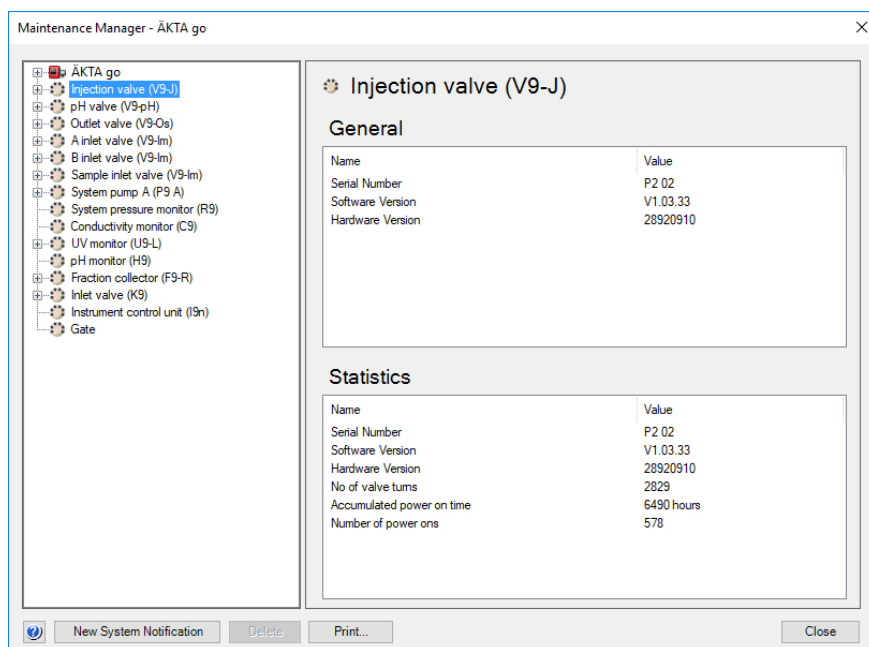 Maintenance Manager - ÄKTA go
ÄKTA go
Injection valve (V9-J)
pH valve (V9-pH)
Outlet valve (V9-Os)
A inlet valve (V9-Im)
B inlet valve (V9-Im)
Sample inlet valve (V9-Im)
System pump A (P9 A)
System pressure monitor (R9)
Conductivity monitor (C9)
UV monitor (U9-L)
pH monitor (H9)
Fraction collector (F9-R)
Inlet valve (K9)
Instrument control unit (I9n)
Gate
Injection valve (V9-J)
General
Name Value
Serial Number P2 02
Software Version V1.03.33
Hardware Version 28920910
Statistics
Name Value
Serial Number P2 02
Software Version V1.03.33
Hardware Version 28920910
No of valve turns 2829
Accumulated power on time 6490 hours
Number of power ons 578
New System Notification Delete Print... Close